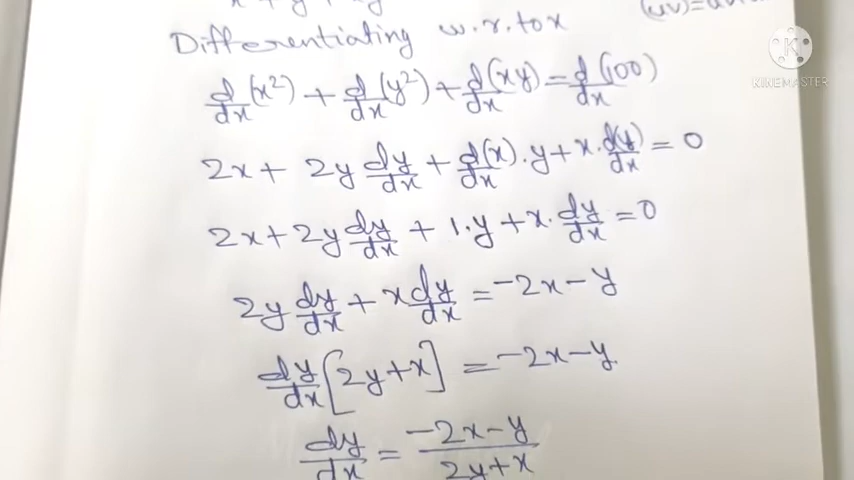 Differentiating w.r.to x
d/dx (x²) + d/dx (y²) + d/dx (xy) = d/dx (100)
2x + 2y dy/dx + d/dx (x) . y + x . d(y)/dx = 0
2x + 2y dy/dx + 1.y + x . dy/dx = 0
2y dy/dx + x dy/dx = -2x - y
dy/dx [2y + x] = -2x - y
dy/dx = -2x - y / 2y + x
KINEMASTER